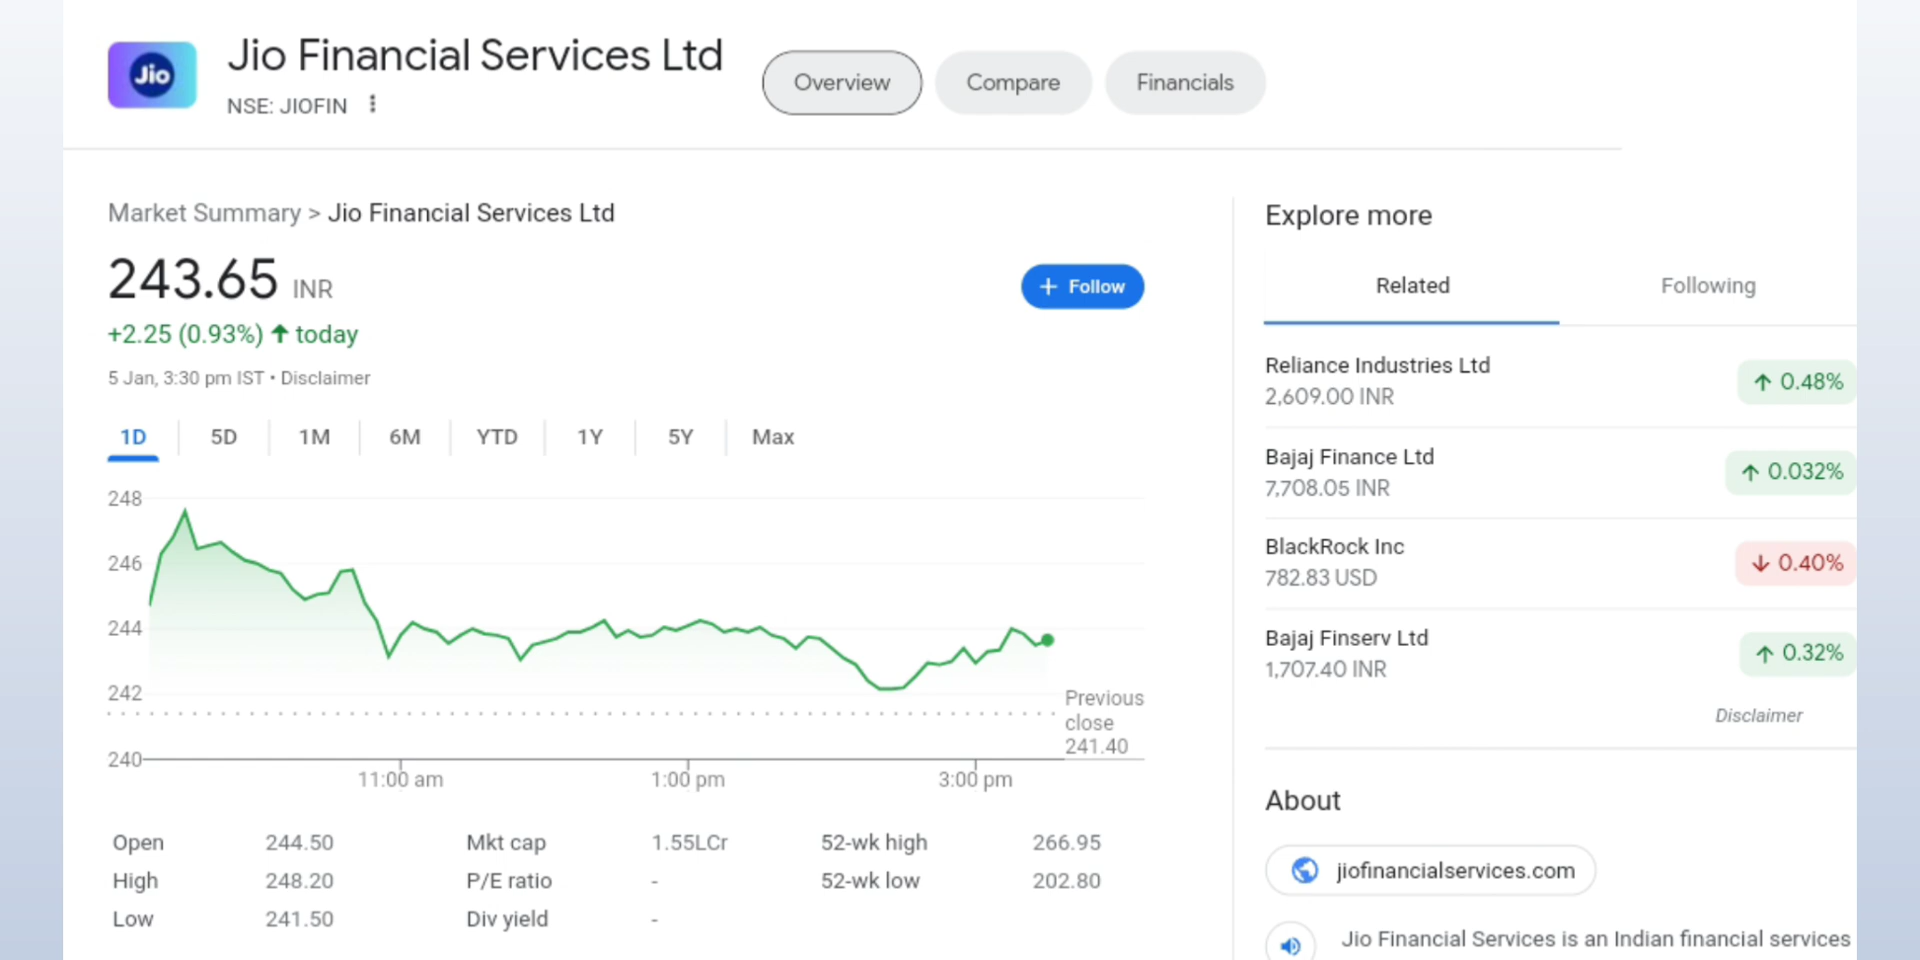 Jio
Jio Financial Services Ltd
NSE: JIOFIN
Overview
Compare
Financials
Market Summary > Jio Financial Services Ltd
243.65 INR
+2.25 (0.93%) ↑ today
5 Jan, 3:30 pm IST • Disclaimer
+ Follow
1D 5D 1M 6M YTD 1Y 5Y Max
248
246
244
242
240
Previous
close
241.40
11:00 am 1:00 pm 3:00 pm
Open 244.50 Mkt cap 1.55LCr 52-wk high 266.95
High 248.20 P/E ratio - 52-wk low 202.80
Low 241.50 Div yield -
Explore more
Related Following
Reliance Industries Ltd
2,609.00 INR
↑ 0.48%
Bajaj Finance Ltd
7,708.05 INR
↑ 0.032%
BlackRock Inc
782.83 USD
↓ 0.40%
Bajaj Finserv Ltd
1,707.40 INR
↑ 0.32%
Disclaimer
About
jiofinancialservices.com
Jio Financial Services is an Indian financial services